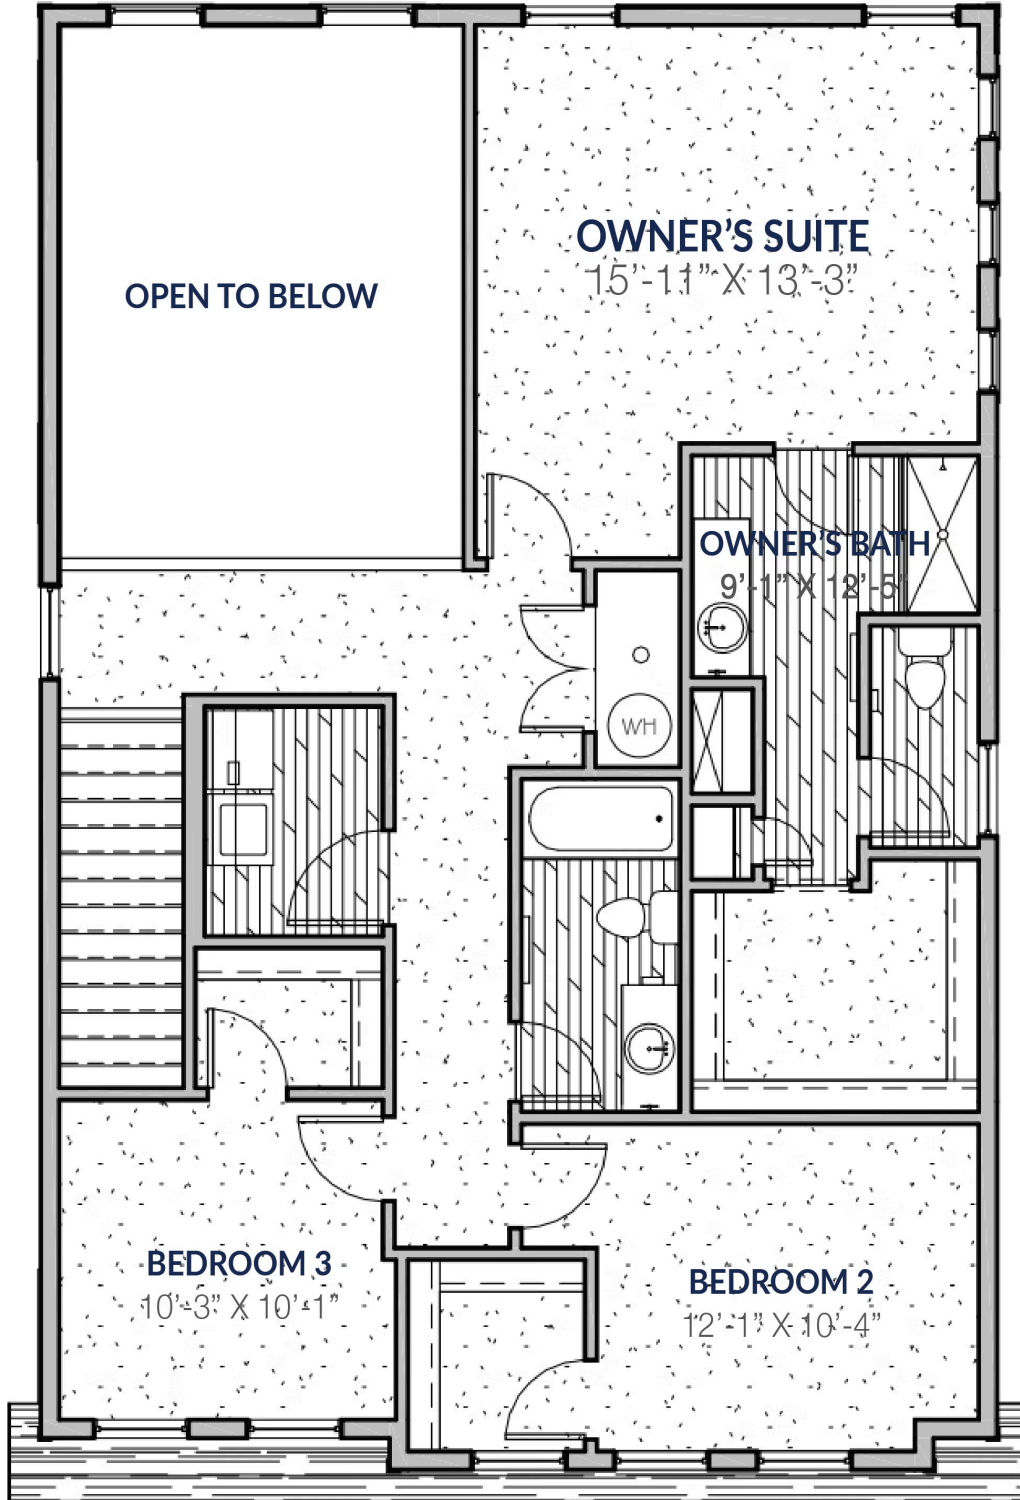 OWNER’S SUITE
15’-11” X 13’-3”
OPEN TO BELOW
OWNER’S BATH
9’-1” X 12’-5”
WH
BEDROOM 3
10’-3” X 10’-1”
BEDROOM 2
12’-1” X 10’-4”